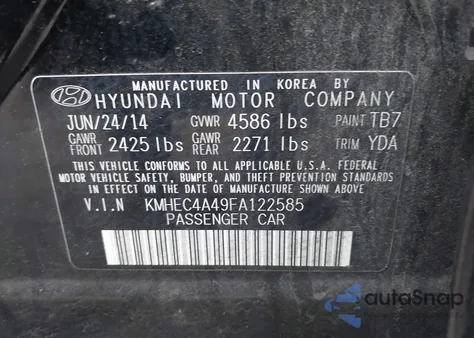 MANUFACTURED IN KOREA BY
HYUNDAI MOTOR COMPANY
JUN/24/14 GVWR 4586 lbs PAINT TB7
GAWR FRONT 2425 lbs GAWR REAR 2271 lbs TRIM YDA
THIS VEHICLE CONFORMS TO ALL APPLICABLE U.S.A. FEDERAL
MOTOR VEHICLE SAFETY, BUMPER, AND THEFT PREVENTION
STANDARDS IN EFFECT ON THE DATE OF MANUFACTURE SHOWN ABOVE.
V.I.N KMHEC4A49FA122585
PASSENGER CAR
autoSnap